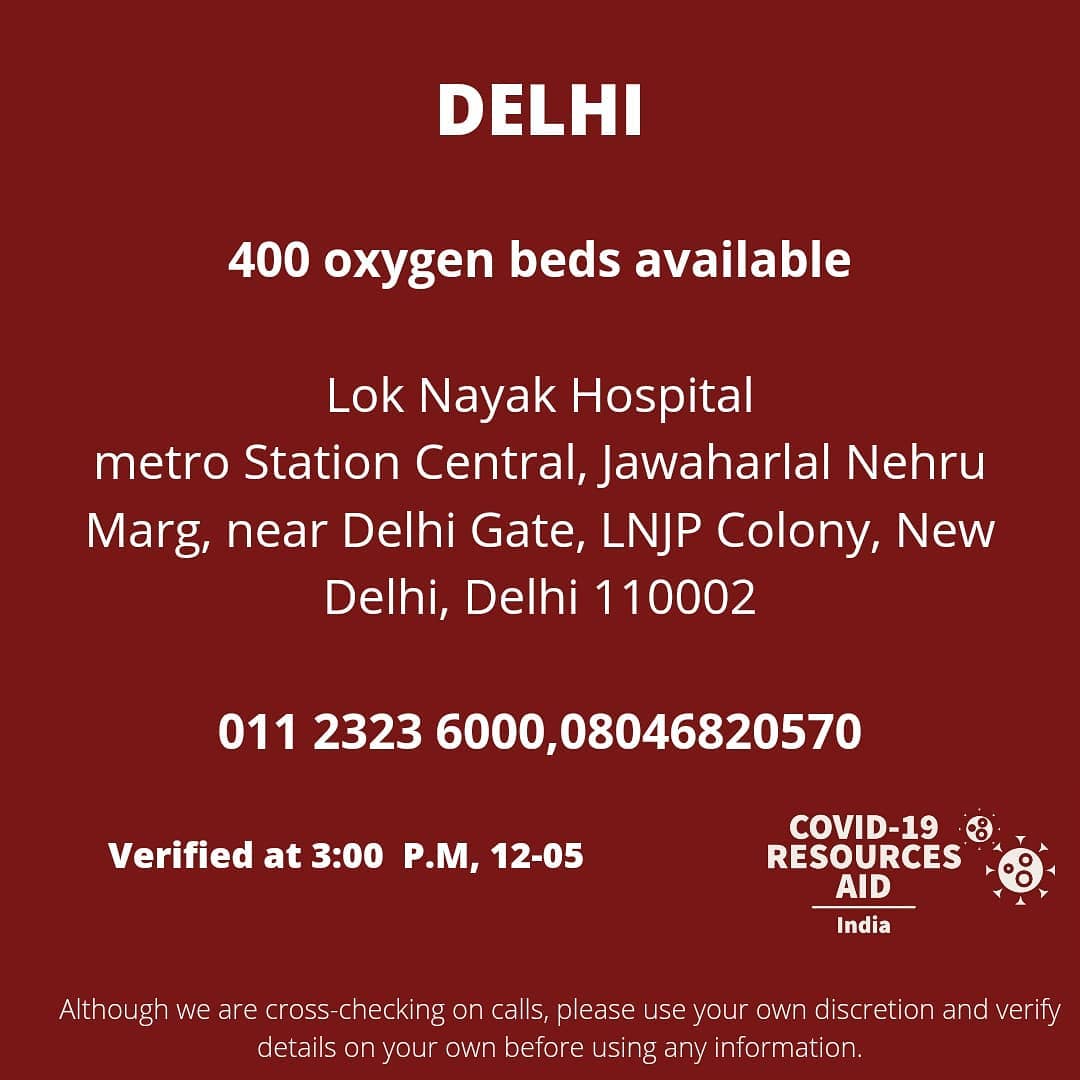 DELHI
400 oxygen beds available
Lok Nayak Hospital
metro Station Central, Jawaharlal Nehru
Marg, near Delhi Gate, LNJP Colony, New
Delhi, Delhi 110002
011 2323 6000,08046820570
Verified at 3:00 P.M, 12-05
COVID-19
RESOURCES
AID
India
Although we are cross-checking on calls, please use your own discretion and verify
details on your own before using any information.